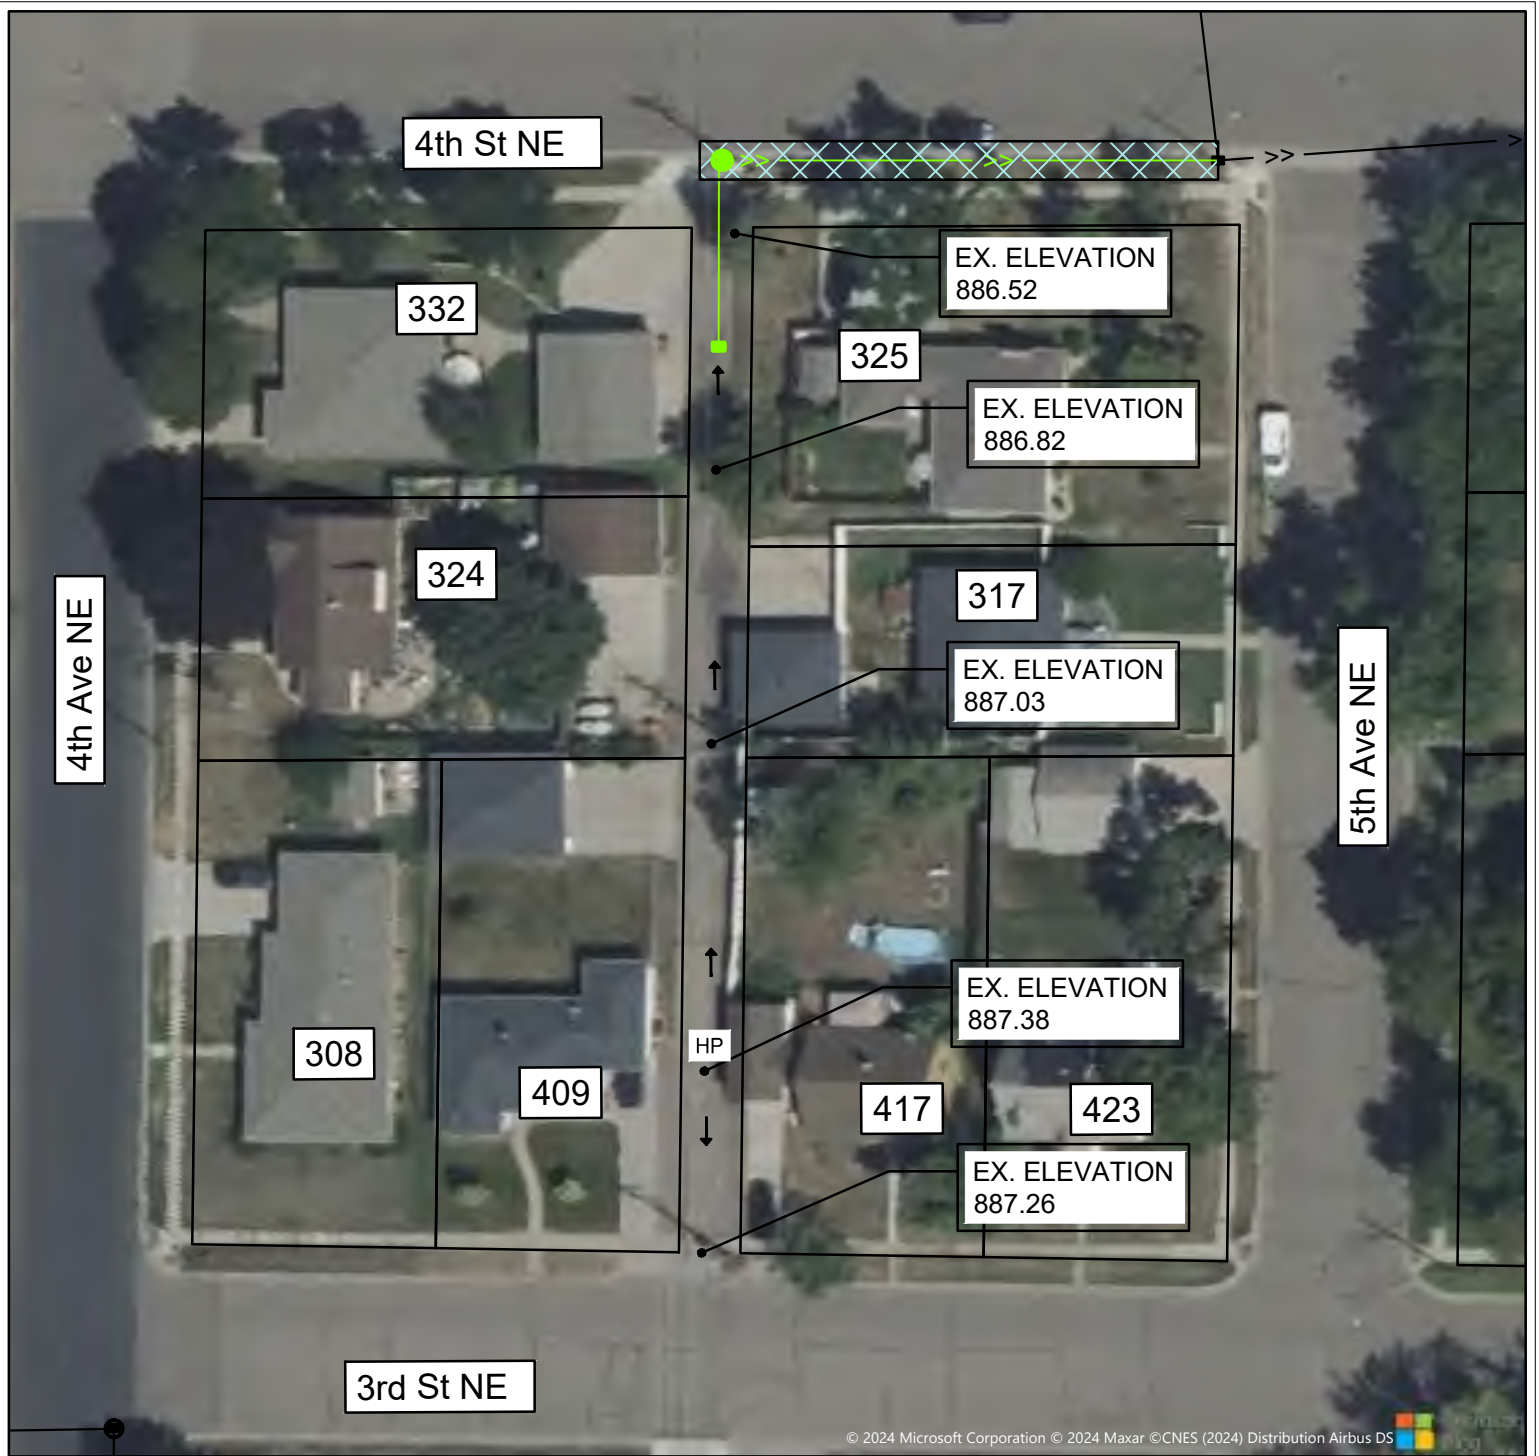 4th St NE
>>
>>
>>
>
EX. ELEVATION
886.52
332
325
EX. ELEVATION
886.82
324
317
4th Ave NE
5th Ave NE
EX. ELEVATION
887.03
EX. ELEVATION
887.38
HP
308
409
417
423
EX. ELEVATION
887.26
3rd St NE
© 2024 Microsoft Corporation © 2024 Maxar ©CNES (2024) Distribution Airbus DS